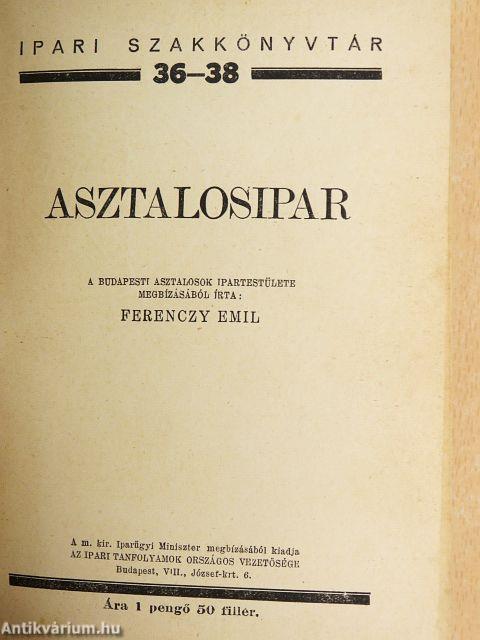 IPARI SZAKKÖNYVTÁR
36–38
ASZTALOSIPAR
A BUDAPESTI ASZTALOSOK IPARTESTÜLETE
MEGBÍZÁSÁBÓL ÍRTA:
FERENCZY EMIL
A m. kir. Iparügyi Miniszter megbízásából kiadja
AZ IPARI TANFOLYAMOK ORSZÁGOS VEZETŐSÉGE
Budapest, VIII., József-krt. 6.
Ára 1 pengő 50 fillér.
Antikvárium.hu